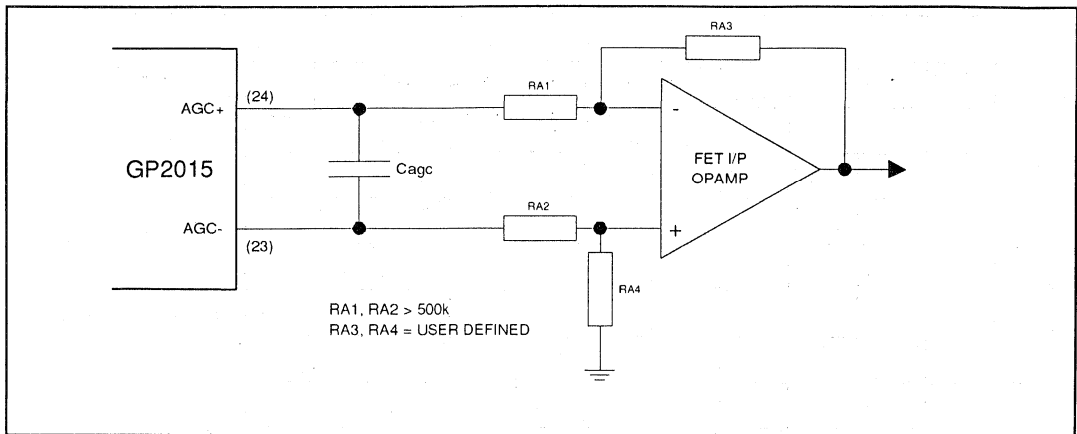 RA3
AGC+
(24)
RA1
-
GP2015
Cagc
FET I/P
OPAMP
RA2
AGC-
(23)
+
RA4
RA1, RA2 > 500k
RA3, RA4 = USER DEFINED